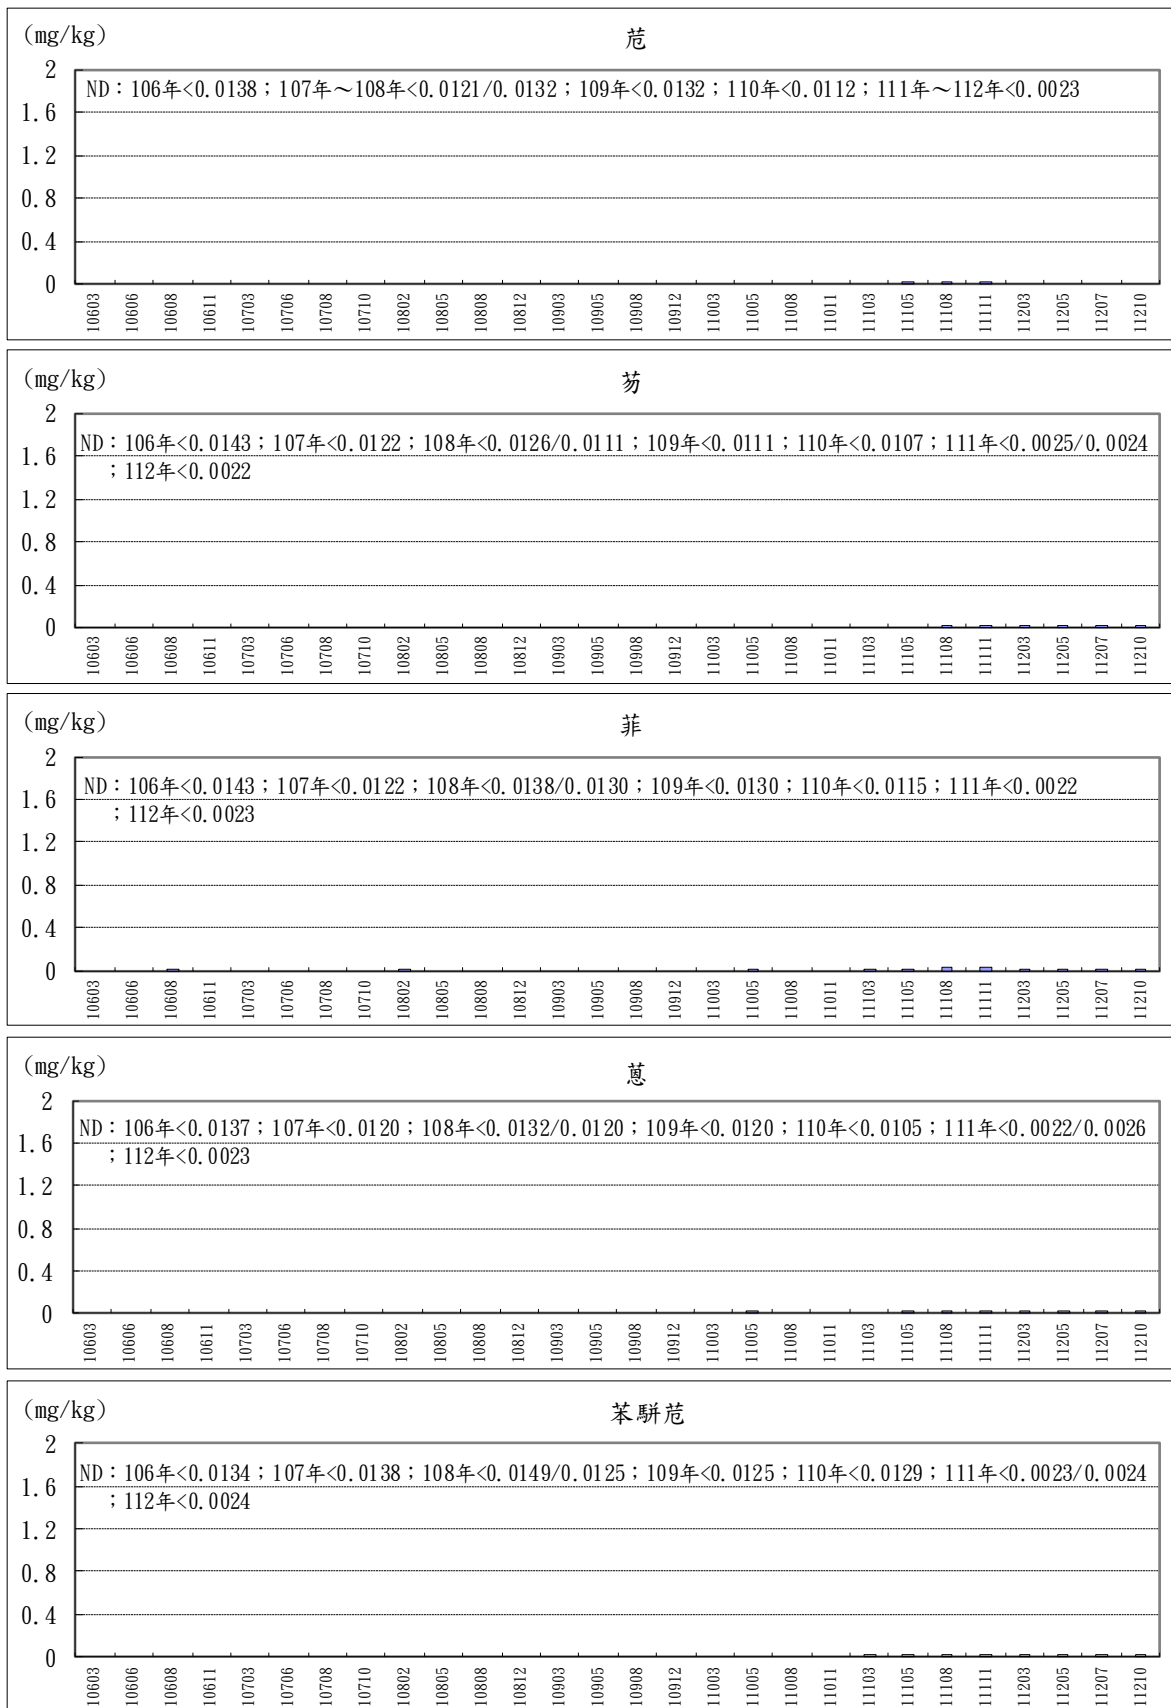 (mg/kg)
苊
2
ND：106年<0.0138；107年～108年<0.0121/0.0132；109年<0.0132；110年<0.0112；111年～112年<0.0023
1.6
1.2
0.8
0.4
0
10603 10606 10608 10611 10703 10706 10708 10710 10802 10805 10808 10812 10903 10905 10908 10912 11003 11005 11008 11011 11103 11105 11108 11111 11203 11205 11207 11210
(mg/kg)
芴
2
ND：106年<0.0143；107年<0.0122；108年<0.0126/0.0111；109年<0.0111；110年<0.0107；111年<0.0025/0.0024
1.6
；112年<0.0022
1.2
0.8
0.4
0
10603 10606 10608 10611 10703 10706 10708 10710 10802 10805 10808 10812 10903 10905 10908 10912 11003 11005 11008 11011 11103 11105 11108 11111 11203 11205 11207 11210
(mg/kg)
菲
2
ND：106年<0.0143；107年<0.0122；108年<0.0138/0.0130；109年<0.0130；110年<0.0115；111年<0.0022
1.6
；112年<0.0023
1.2
0.8
0.4
0
10603 10606 10608 10611 10703 10706 10708 10710 10802 10805 10808 10812 10903 10905 10908 10912 11003 11005 11008 11011 11103 11105 11108 11111 11203 11205 11207 11210
(mg/kg)
蒽
2
ND：106年<0.0137；107年<0.0120；108年<0.0132/0.0120；109年<0.0120；110年<0.0105；111年<0.0022/0.0026
1.6
；112年<0.0023
1.2
0.8
0.4
0
10603 10606 10608 10611 10703 10706 10708 10710 10802 10805 10808 10812 10903 10905 10908 10912 11003 11005 11008 11011 11103 11105 11108 11111 11203 11205 11207 11210
(mg/kg)
苯駢苊
2
ND：106年<0.0134；107年<0.0138；108年<0.0149/0.0125；109年<0.0125；110年<0.0129；111年<0.0023/0.0024
1.6
；112年<0.0024
1.2
0.8
0.4
0
10603 10606 10608 10611 10703 10706 10708 10710 10802 10805 10808 10812 10903 10905 10908 10912 11003 11005 11008 11011 11103 11105 11108 11111 11203 11205 11207 11210